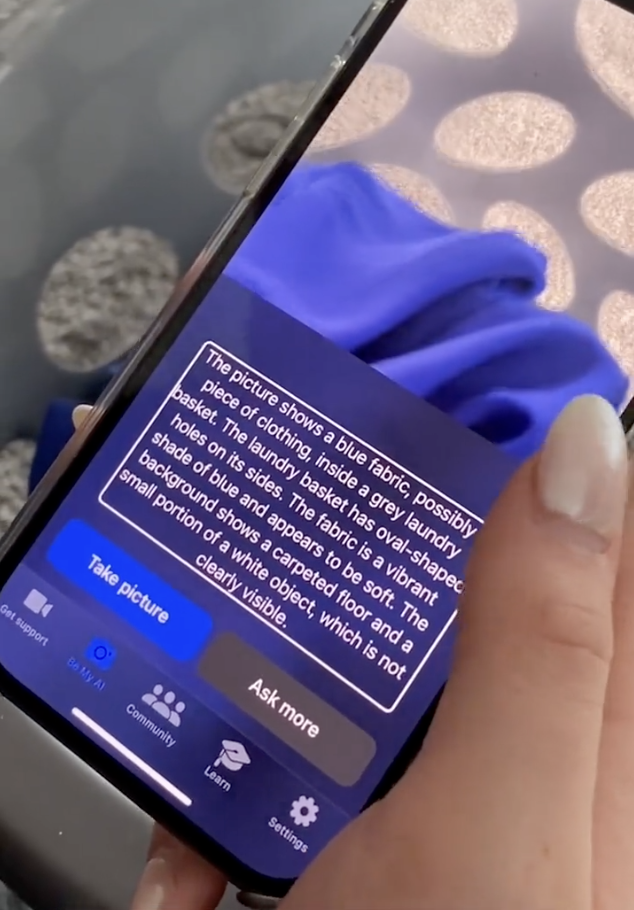 The picture shows a blue fabric, possibly
piece of clothing, inside a grey laundry
basket. The laundry basket has oval-shaped
holes on its sides. The fabric is a vibrant
shade of blue and appears to be soft. The
background shows a carpeted floor and a
small portion of a white object, which is not
clearly visible.
Take picture
Ask more
Get support
Be My AI
Community
Learn
Settings